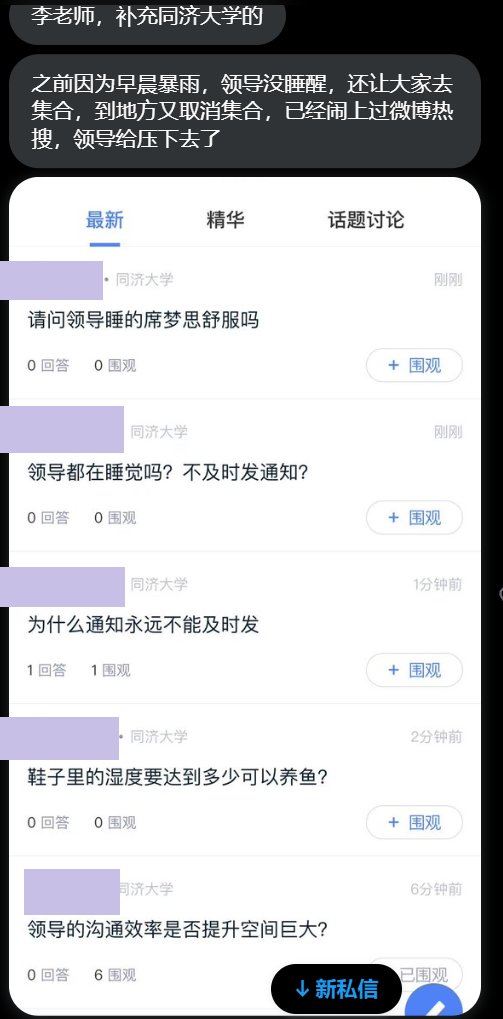 李老师，补充同济大学的
之前因为早晨暴雨，领导没睡醒，还让大家去
集合，到地方又取消集合，已经闹上过微博热
搜，领导给压下去了
最新 精华 话题讨论
• 同济大学 刚刚
请问领导睡的席梦思舒服吗
0 回答 0 围观 + 围观
同济大学 刚刚
领导都在睡觉吗？不及时发通知？
0 回答 0 围观 + 围观
同济大学 1分钟前
为什么通知永远不能及时发
1 回答 1 围观 + 围观
• 同济大学 2分钟前
鞋子里的湿度要达到多少可以养鱼？
0 回答 0 围观 + 围观
同济大学 6分钟前
领导的沟通效率是否提升空间巨大？
0 回答 6 围观 已围观
↓ 新私信